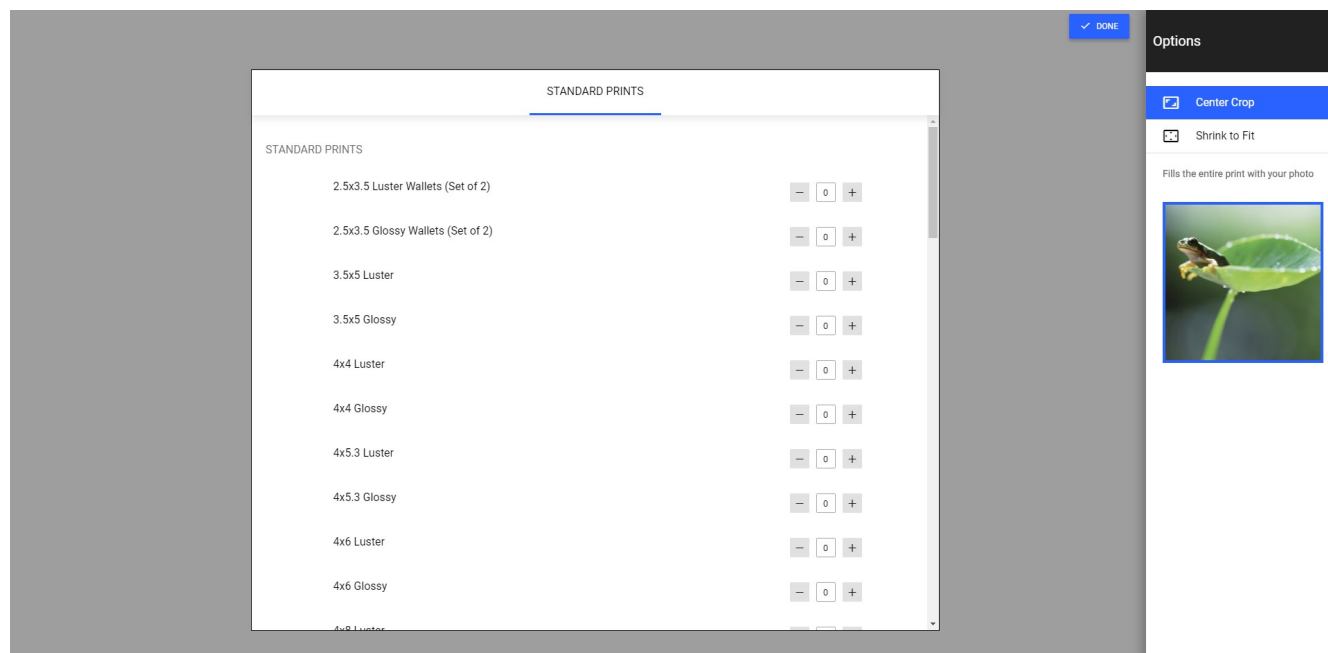 DONE
Options
STANDARD PRINTS
Center Crop
Shrink to Fit
Fills the entire print with your photo
STANDARD PRINTS
2.5x3.5 Luster Wallets (Set of 2)
0
2.5x3.5 Glossy Wallets (Set of 2)
0
3.5x5 Luster
0
3.5x5 Glossy
0
4x4 Luster
0
4x4 Glossy
0
4x5.3 Luster
0
4x5.3 Glossy
0
4x6 Luster
0
4x6 Glossy
0
4x8 Luster